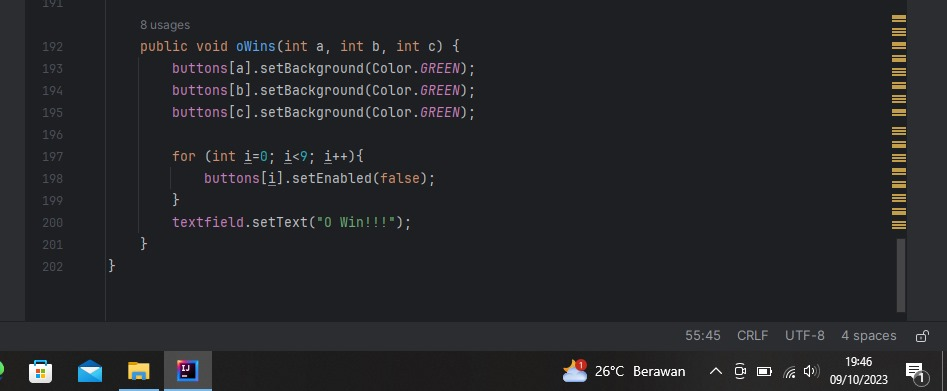 191
8 usages
192 public void oWins(int a, int b, int c) {
193 buttons[a].setBackground(Color.GREEN);
194 buttons[b].setBackground(Color.GREEN);
195 buttons[c].setBackground(Color.GREEN);
196
197 for (int i=0; i<9; i++){
198 buttons[i].setEnabled(false);
199 }
200 textfield.setText("O Win!!!");
201 }
202 }
55:45 CRLF UTF-8 4 spaces
IJ 1 26°C Berawan 19:46 1
09/10/2023